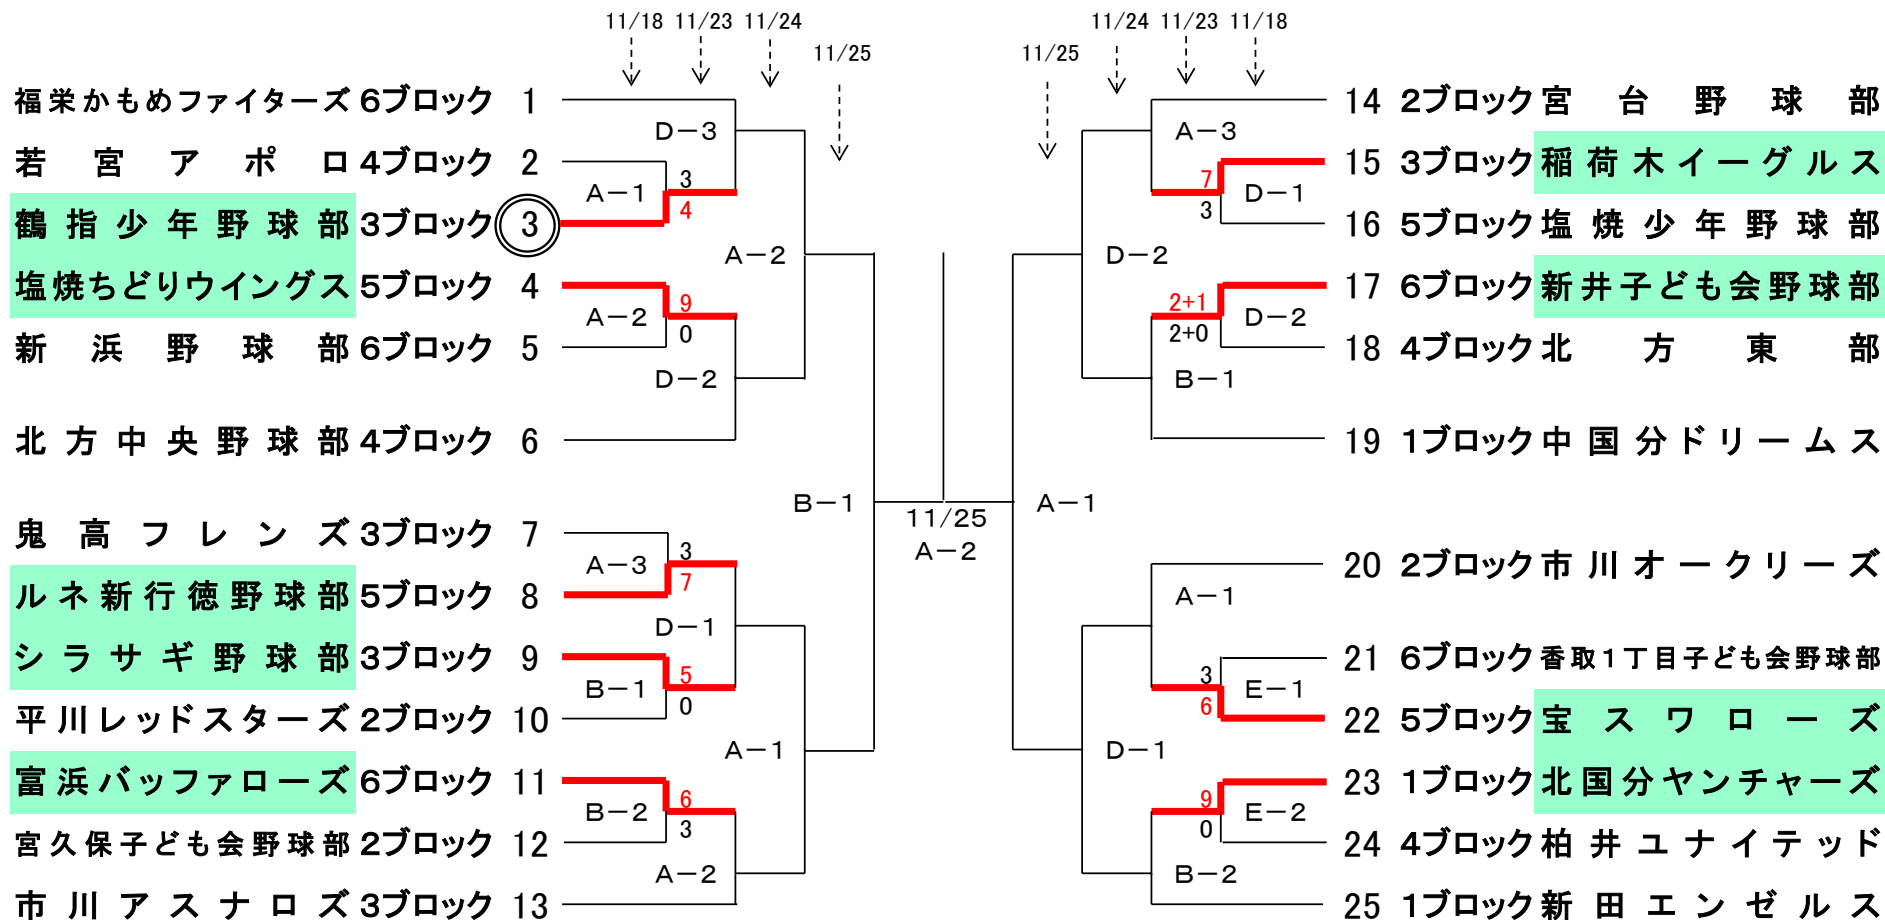 11/18 11/23 11/24 11/25
11/25 11/24 11/23 11/18
福栄かもめファイターズ 6ブロック 1
若宮アポロ 4ブロック 2
鶴指少年野球部 3ブロック 3
塩焼ちどりウイングス 5ブロック 4
新浜野球部 6ブロック 5
北方中央野球部 4ブロック 6
鬼高フレンズ 3ブロック 7
ルネ新行徳野球部 5ブロック 8
シラサギ野球部 3ブロック 9
平川レッドスターズ 2ブロック 10
富浜バッファローズ 6ブロック 11
宮久保子ども会野球部 2ブロック 12
市川アスナロズ 3ブロック 13
D-3
A-1
3
4
A-2
A-2
9
0
D-2
B-1
A-3
3
7
D-1
B-1
5
0
A-1
B-2
6
3
A-2
11/25
A-2
A-3
7
3
D-1
D-2
2+1
2+0
D-2
B-1
A-1
A-1
3
6
E-1
D-1
9
0
E-2
B-2
14 2ブロック 宮台野球部
15 3ブロック 稲荷木イーグルス
16 5ブロック 塩焼少年野球部
17 6ブロック 新井子ども会野球部
18 4ブロック 北方東部
19 1ブロック 中国分ドリームス
20 2ブロック 市川オークリーズ
21 6ブロック 香取1丁目子ども会野球部
22 5ブロック 宝スワローズ
23 1ブロック 北国分ヤンチャーズ
24 4ブロック 柏井ユナイテッド
25 1ブロック 新田エンゼルス